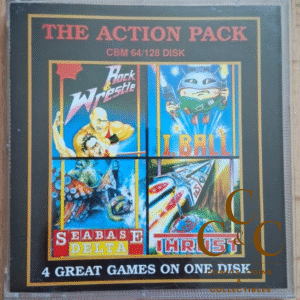 THE ACTION PACK
CBM 64/128 DISK
Rock 'n Wrestle
I BALL
SEABASE DELTA
THRUST
4 GREAT GAMES ON ONE DISK
C
C C
COLLECTIBLES